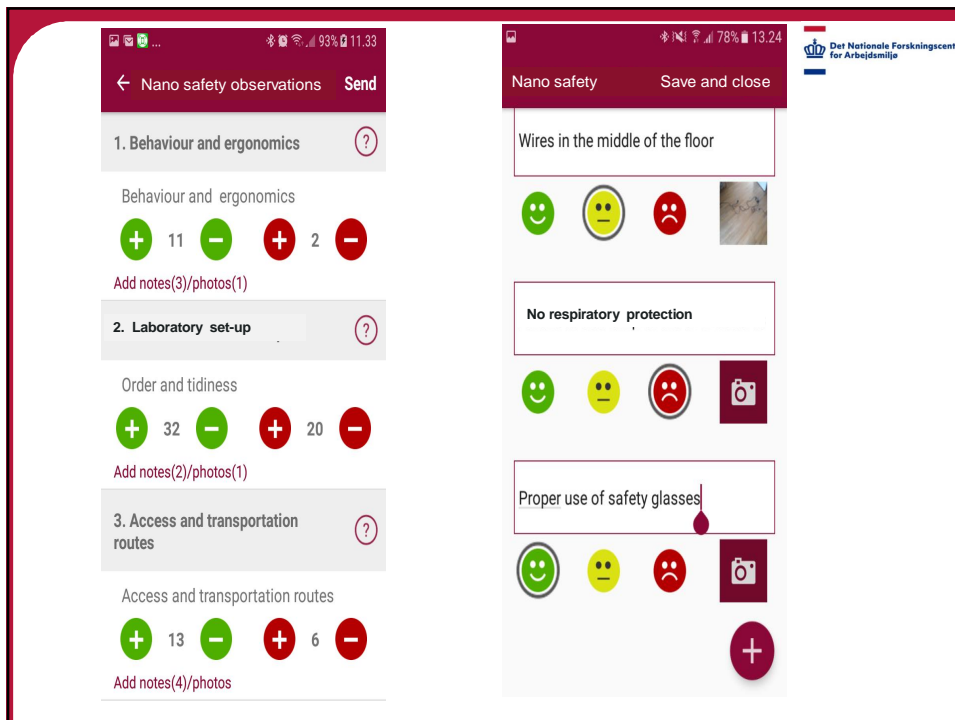 ... 93% 11.33
Nano safety observations Send
1. Behaviour and ergonomics ?
Behaviour and ergonomics
+ 11 − + 2 −
Add notes(3)/photos(1)
2. Laboratory set-up ?
Order and tidiness
+ 32 − + 20 −
Add notes(2)/photos(1)
3. Access and transportation
routes ?
Access and transportation routes
+ 13 − + 6 −
Add notes(4)/photos
78% 13.24
Nano safety Save and close
Wires in the middle of the floor
No respiratory protection
Proper use of safety glasses
+
Det Nationale Forskningscent
for Arbejdsmiljø